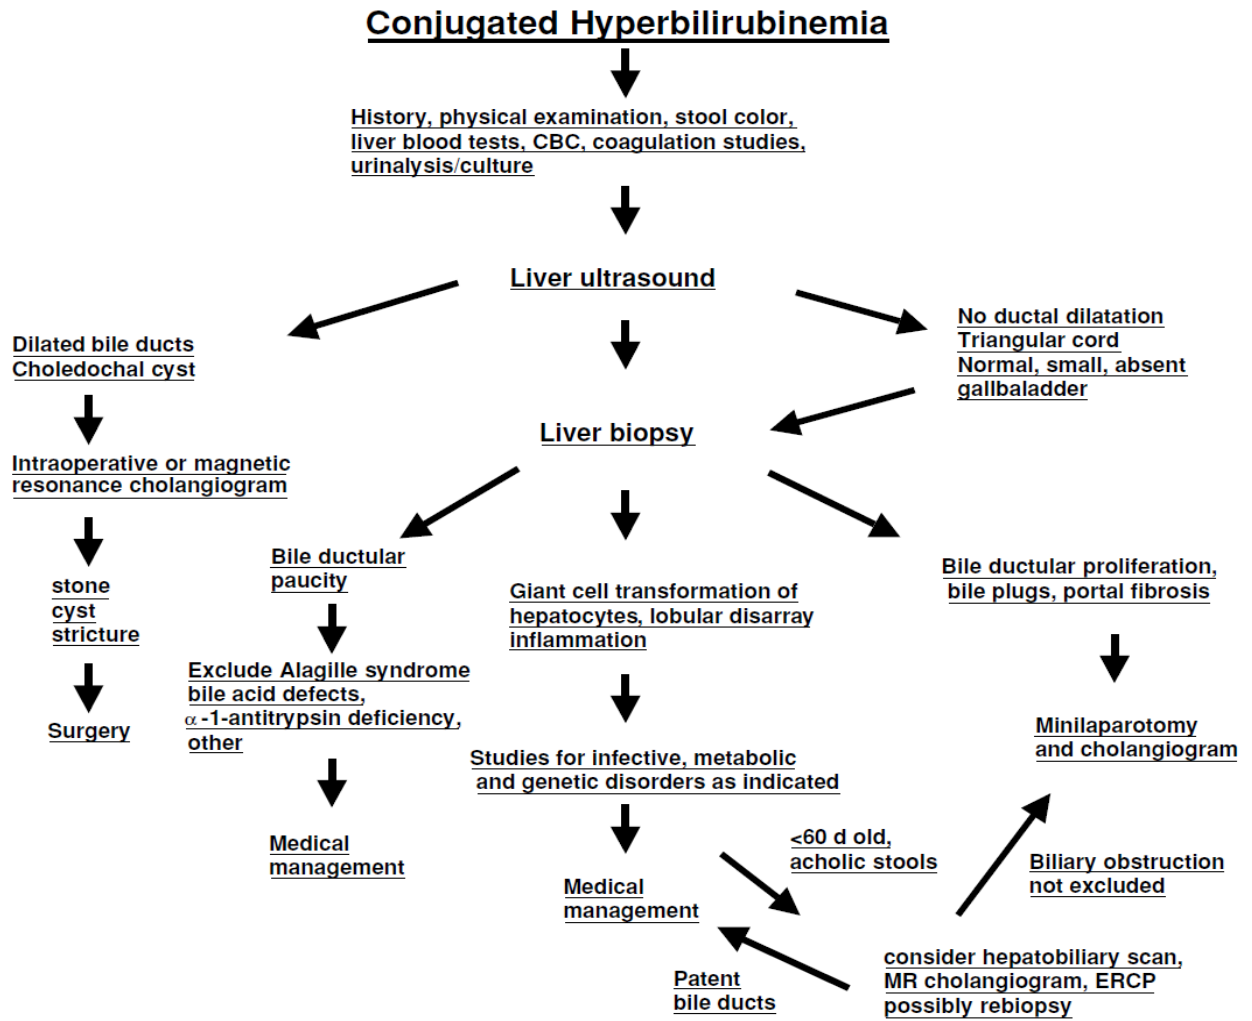 Conjugated Hyperbilirubinemia
History, physical examination, stool color,
liver blood tests, CBC, coagulation studies,
urinalysis/culture
Liver ultrasound
Dilated bile ducts
Choledochal cyst
No ductal dilatation
Triangular cord
Normal, small, absent
gallbaladder
Liver biopsy
Intraoperative or magnetic
resonance cholangiogram
stone
cyst
stricture
Surgery
Bile ductular
paucity
Exclude Alagille syndrome
bile acid defects,
α-1-antitrypsin deficiency,
other
Medical
management
Giant cell transformation of
hepatocytes, lobular disarray
inflammation
Studies for infective, metabolic
and genetic disorders as indicated
Medical
management
Bile ductular proliferation,
bile plugs, portal fibrosis
Minilaparotomy
and cholangiogram
<60 d old,
acholic stools
Biliary obstruction
not excluded
consider hepatobiliary scan,
MR cholangiogram, ERCP
possibly rebiopsy
Patent
bile ducts